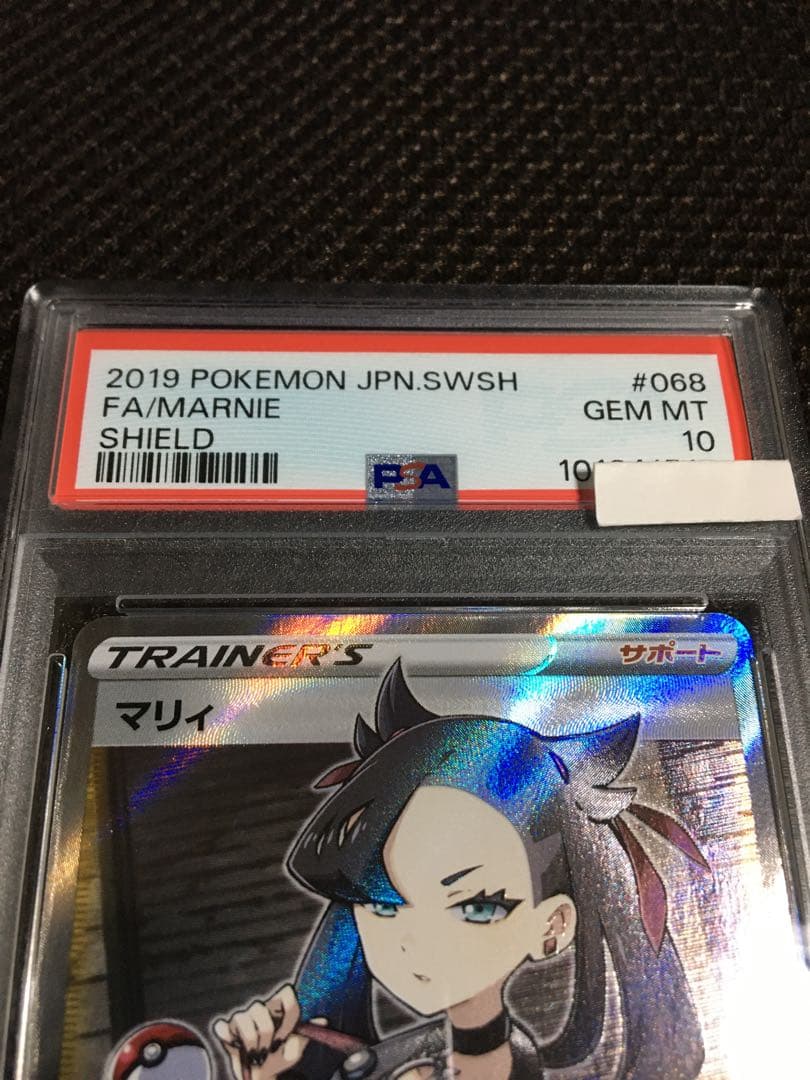 2019 POKEMON JPN.SWSH #068
FA/MARNIE GEM MT
SHIELD 10
PSA
TRAINER'S サポート
マリィ